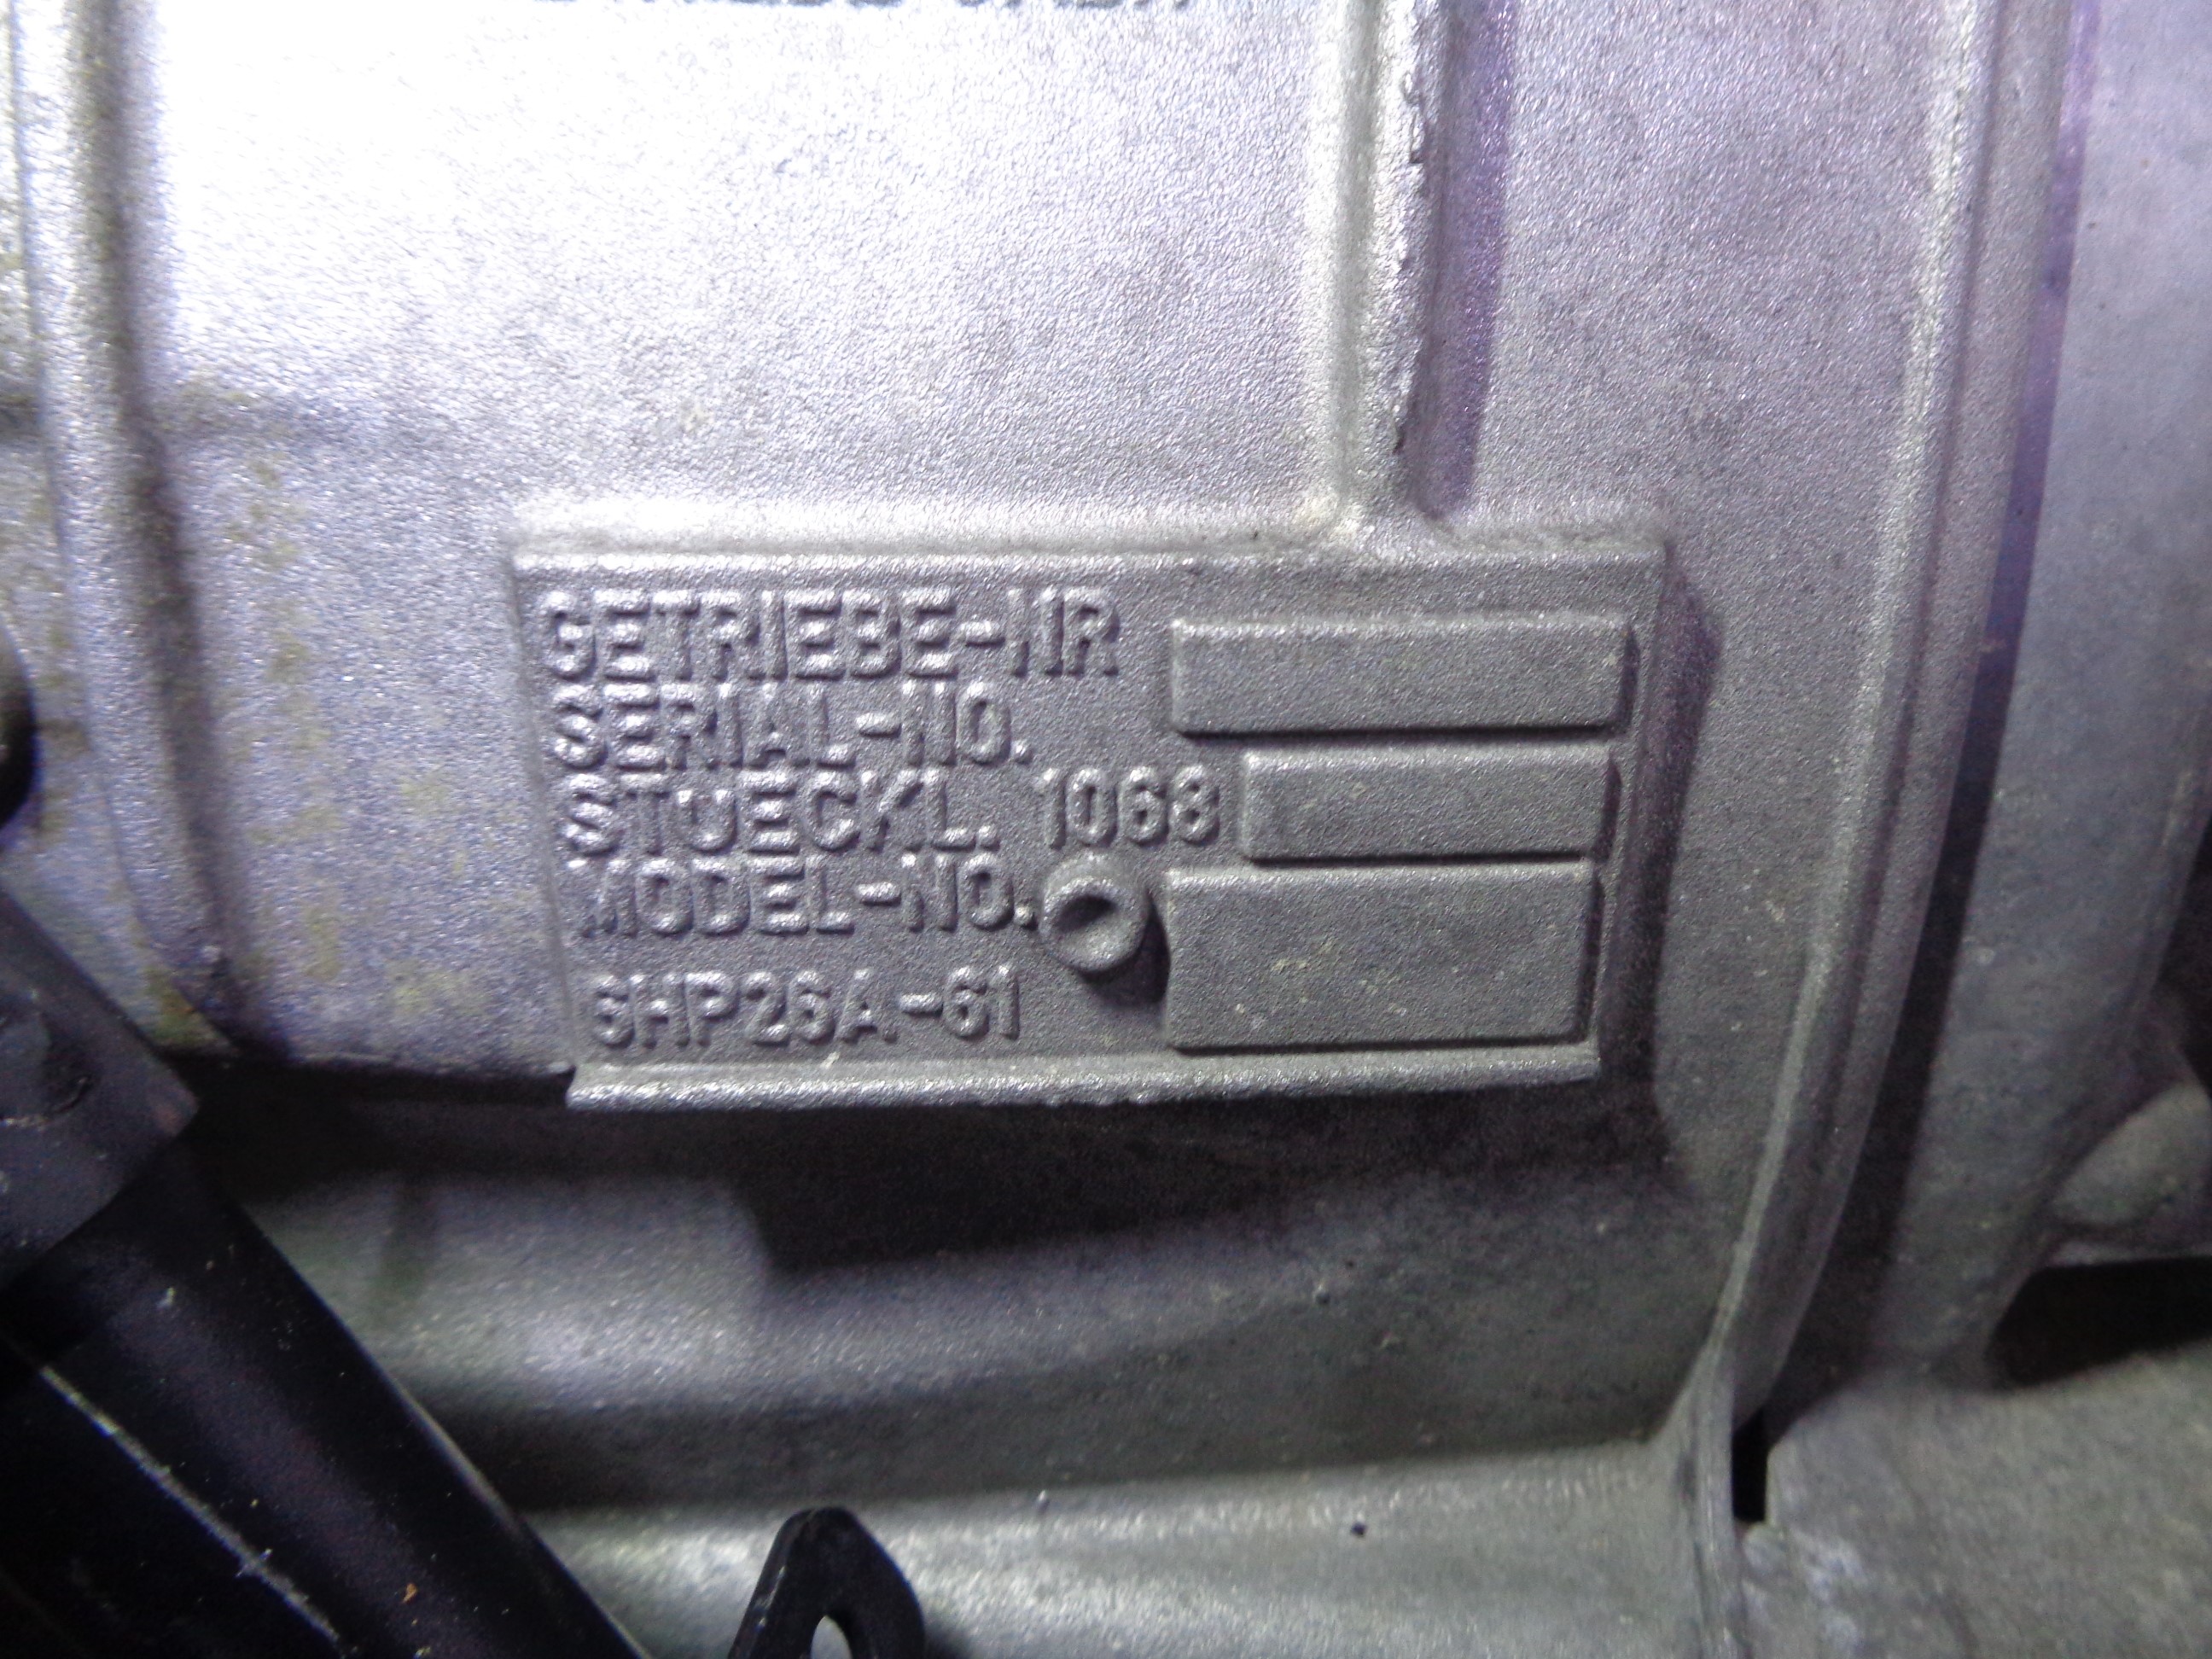 GETRIEBE-NR
SERIAL-NO.
STUECKL. 1068
MODEL-NO.
6HP26A-61